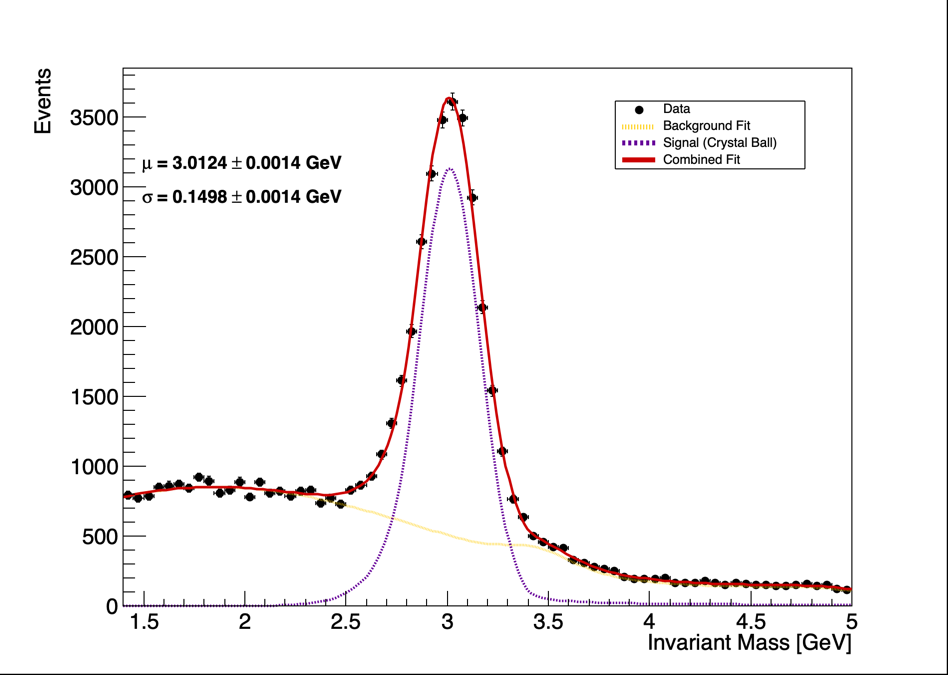 Events
3500
3000
2500
2000
1500
1000
500
0
μ = 3.0124 ± 0.0014 GeV
σ = 0.1498 ± 0.0014 GeV
Data
Background Fit
Signal (Crystal Ball)
Combined Fit
1.5 2 2.5 3 3.5 4 4.5 5
Invariant Mass [GeV]